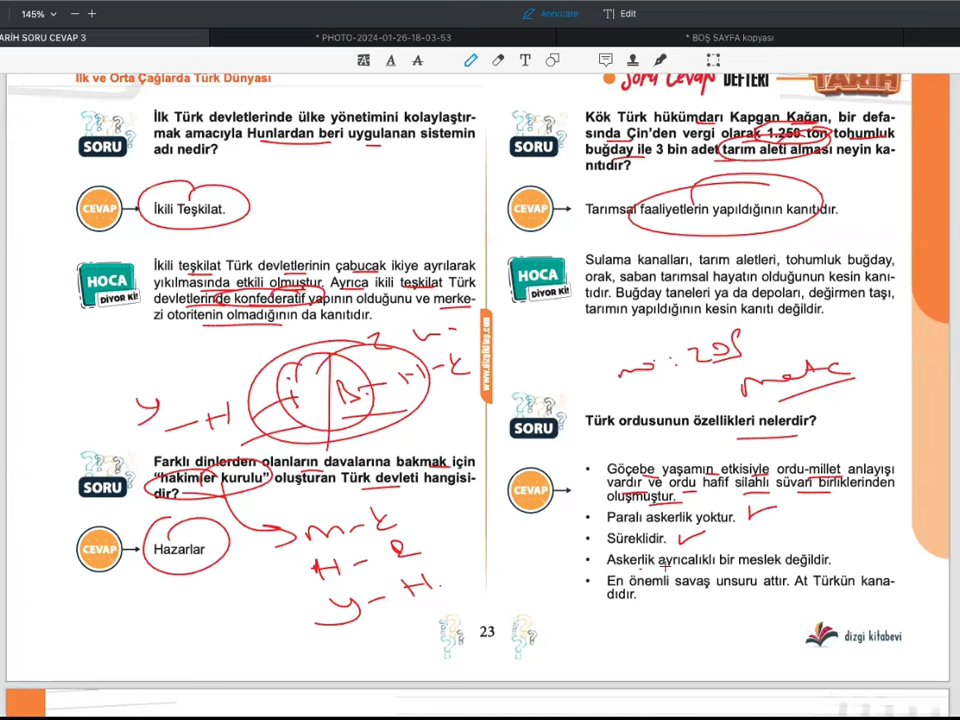 145%
Annotate
Edit
ARİH SORU CEVAP 3
* PHOTO-2024-01-26-18-03-53
* BOŞ SAYFA kopyası
İlk ve Orta Çağlarda Türk Dünyası
Soru Cevap DEFTERİ
TARİH
SORU
İlk Türk devletlerinde ülke yönetimini kolaylaştır-
mak amacıyla Hunlardan beri uygulanan sistemin
adı nedir?
CEVAP
İkili Teşkilat.
HOCA
DİYOR Kİ!
İkili teşkilat Türk devletlerinin çabucak ikiye ayrılarak
yıkılmasında etkili olmuştur. Ayrıca ikili teşkilat Türk
devletlerinde konfederatif yapının olduğunu ve merke-
zi otoritenin olmadığının da kanıtıdır.
B
Y - H
SORU
Farklı dinlerden olanların davalarına bakmak için
"hakimler kurulu" oluşturan Türk devleti hangisi-
dir?
CEVAP
Hazarlar
Y - H
SORU
Kök Türk hükümdarı Kapgan Kağan, bir defa-
sında Çin'den vergi olarak 1.250 ton tohumluk
buğday ile 3 bin adet tarım aleti alması neyin ka-
nıtıdır?
CEVAP
Tarımsal faaliyetlerin yapıldığının kanıtıdır.
HOCA
DİYOR Kİ!
Sulama kanalları, tarım aletleri, tohumluk buğday,
orak, saban tarımsal hayatın olduğunun kesin kanı-
tıdır. Buğday taneleri ya da depoları, değirmen taşı,
tarımın yapıldığının kesin kanıtı değildir.
mö: 209
Mete
SORU
Türk ordusunun özellikleri nelerdir?
CEVAP
• Göçebe yaşamın etkisiyle ordu-millet anlayışı
vardır ve ordu hafif silahlı süvari birliklerinden
oluşmuştur.
• Paralı askerlik yoktur.
• Süreklidir.
• Askerlik ayrıcalıklı bir meslek değildir.
• En önemli savaş unsuru attır. At Türkün kana-
dıdır.
23
dizgi kitabevi